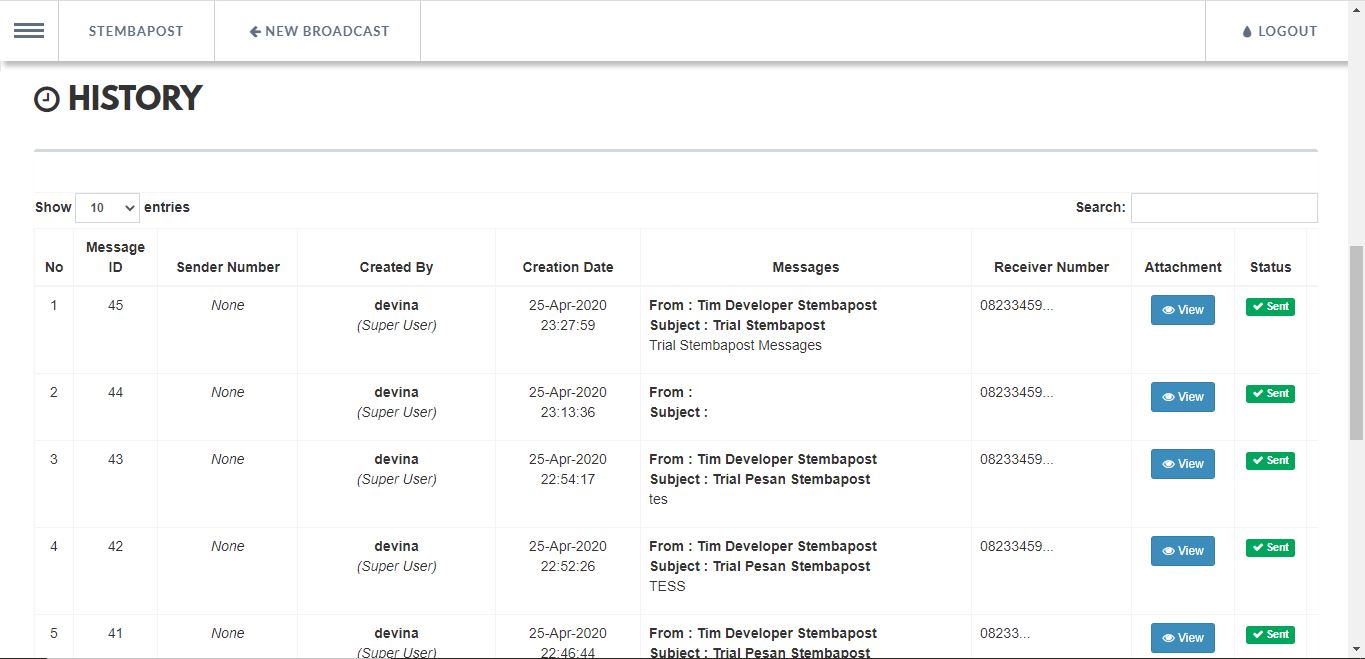 STEMBAPOST NEW BROADCAST LOGOUT
HISTORY
Show 10 entries Search:
No Message ID Sender Number Created By Creation Date Messages Receiver Number Attachment Status
1 45 None devina 25-Apr-2020 From : Tim Developer Stembapost 08233459... View Sent
(Super User) 23:27:59 Subject : Trial Stembapost
Trial Stembapost Messages
2 44 None devina 25-Apr-2020 From : 08233459... View Sent
(Super User) 23:13:36 Subject :
3 43 None devina 25-Apr-2020 From : Tim Developer Stembapost 08233459... View Sent
(Super User) 22:54:17 Subject : Trial Pesan Stembapost
tes
4 42 None devina 25-Apr-2020 From : Tim Developer Stembapost 08233459... View Sent
(Super User) 22:52:26 Subject : Trial Pesan Stembapost
TESS
5 41 None devina 25-Apr-2020 From : Tim Developer Stembapost 08233... View Sent
(Super User) 22:46:44 Subject : Trial Pesan Stembapost